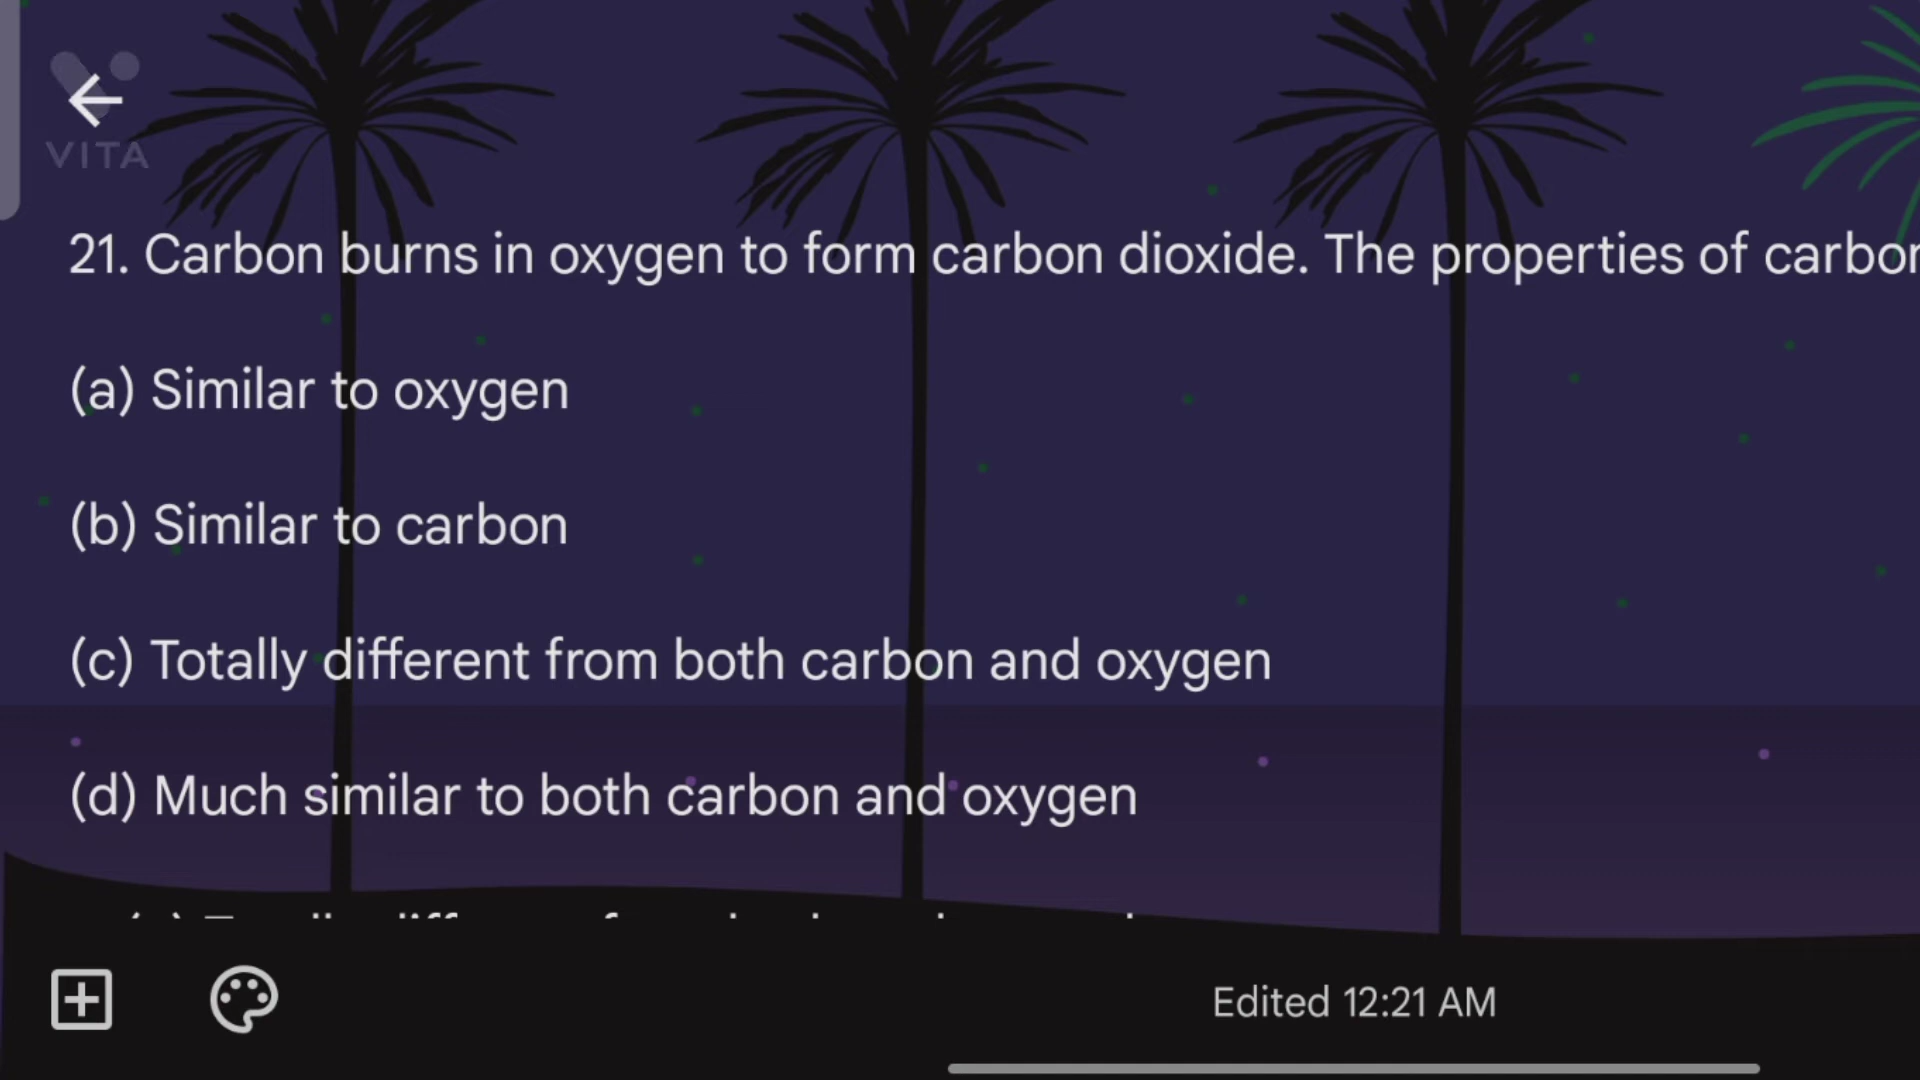 VITA
21. Carbon burns in oxygen to form carbon dioxide. The properties of
(a) Similar to oxygen
(b) Similar to carbon
(c) Totally different from both carbon and oxygen
(d) Much similar to both carbon and oxygen
Edited 12:21 AM